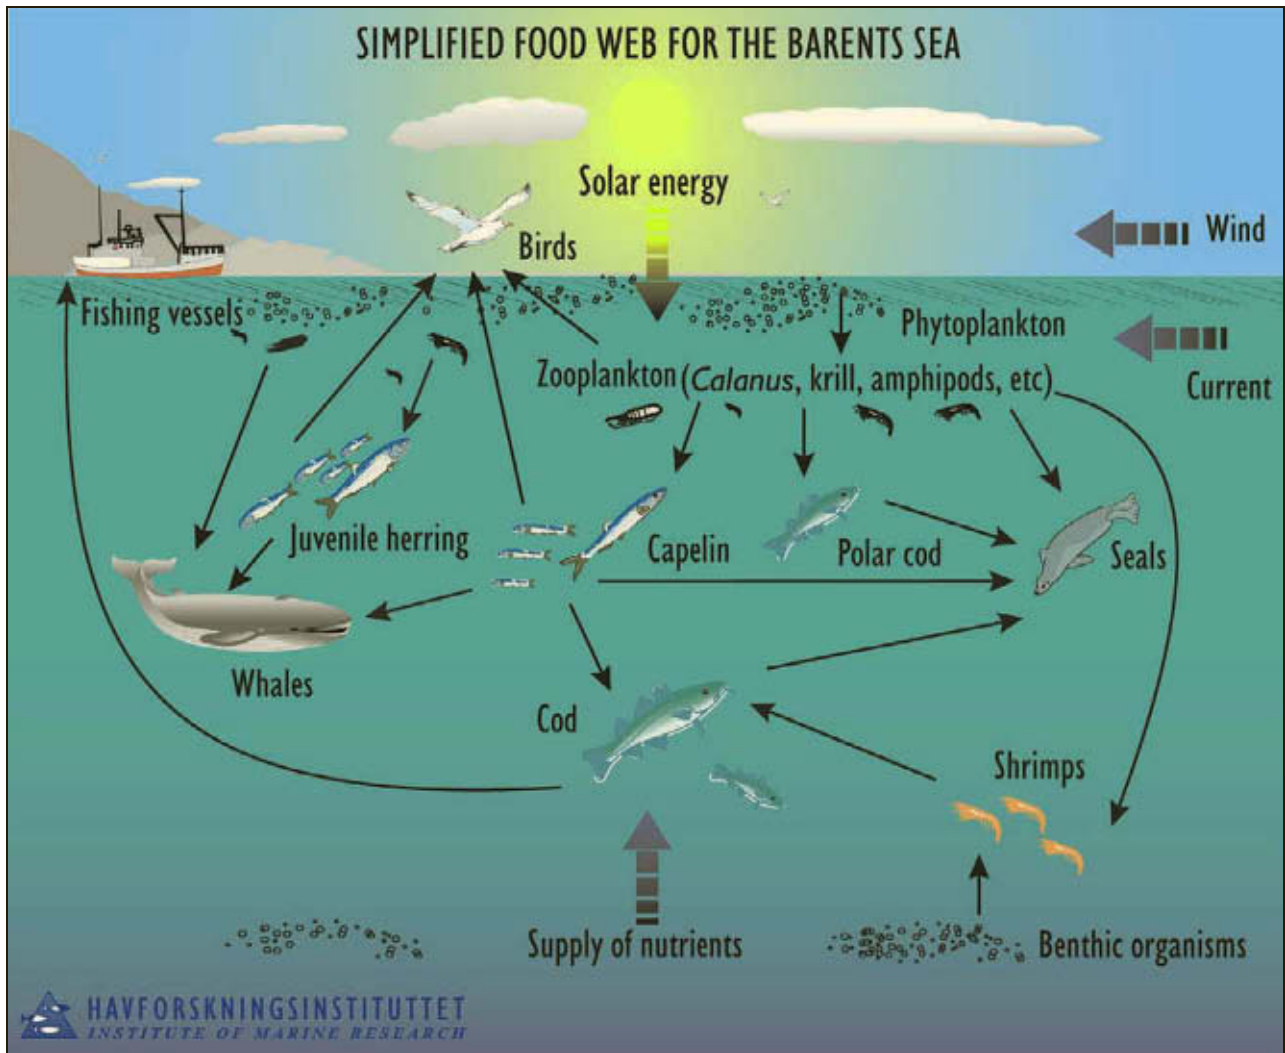 SIMPLIFIED FOOD WEB FOR THE BARENTS SEA
Solar energy
Wind
Birds
Fishing vessels
Phytoplankton
Zooplankton (Calanus, krill, amphipods, etc)
Current
Juvenile herring
Capelin
Polar cod
Seals
Whales
Cod
Shrimps
Supply of nutrients
Benthic organisms
HAVFORSKNINGSINSTITUTTET
INSTITUTE OF MARINE RESEARCH